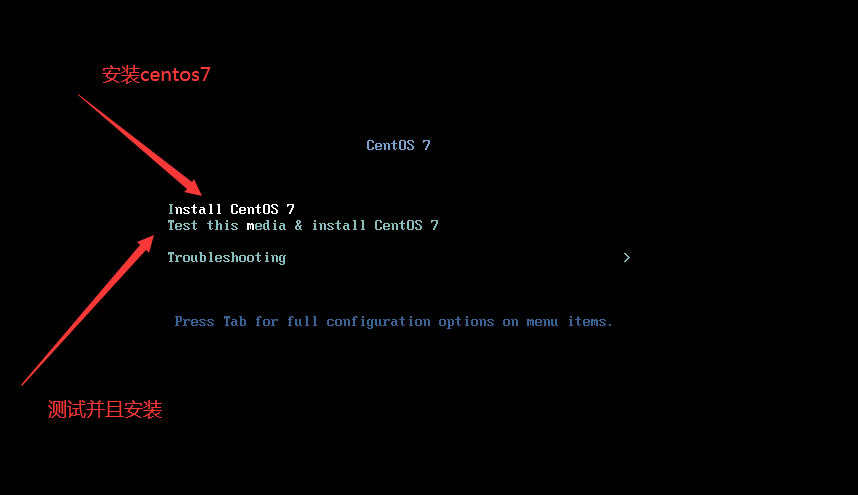 安装centos7
CentOS 7
Install CentOS 7
Test this media & install CentOS 7
Troubleshooting >
Press Tab for full configuration options on menu items.
测试并且安装